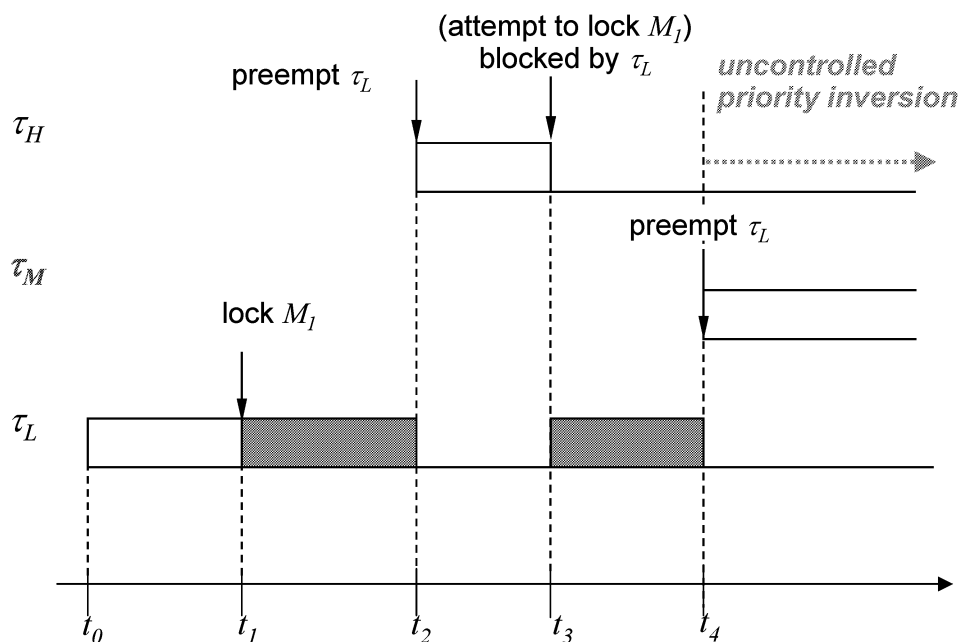 (attempt to lock M1)
preempt τL blocked by τL
uncontrolled
priority inversion
τH
preempt τL
τM
lock M1
τL
t0 t1 t2 t3 t4